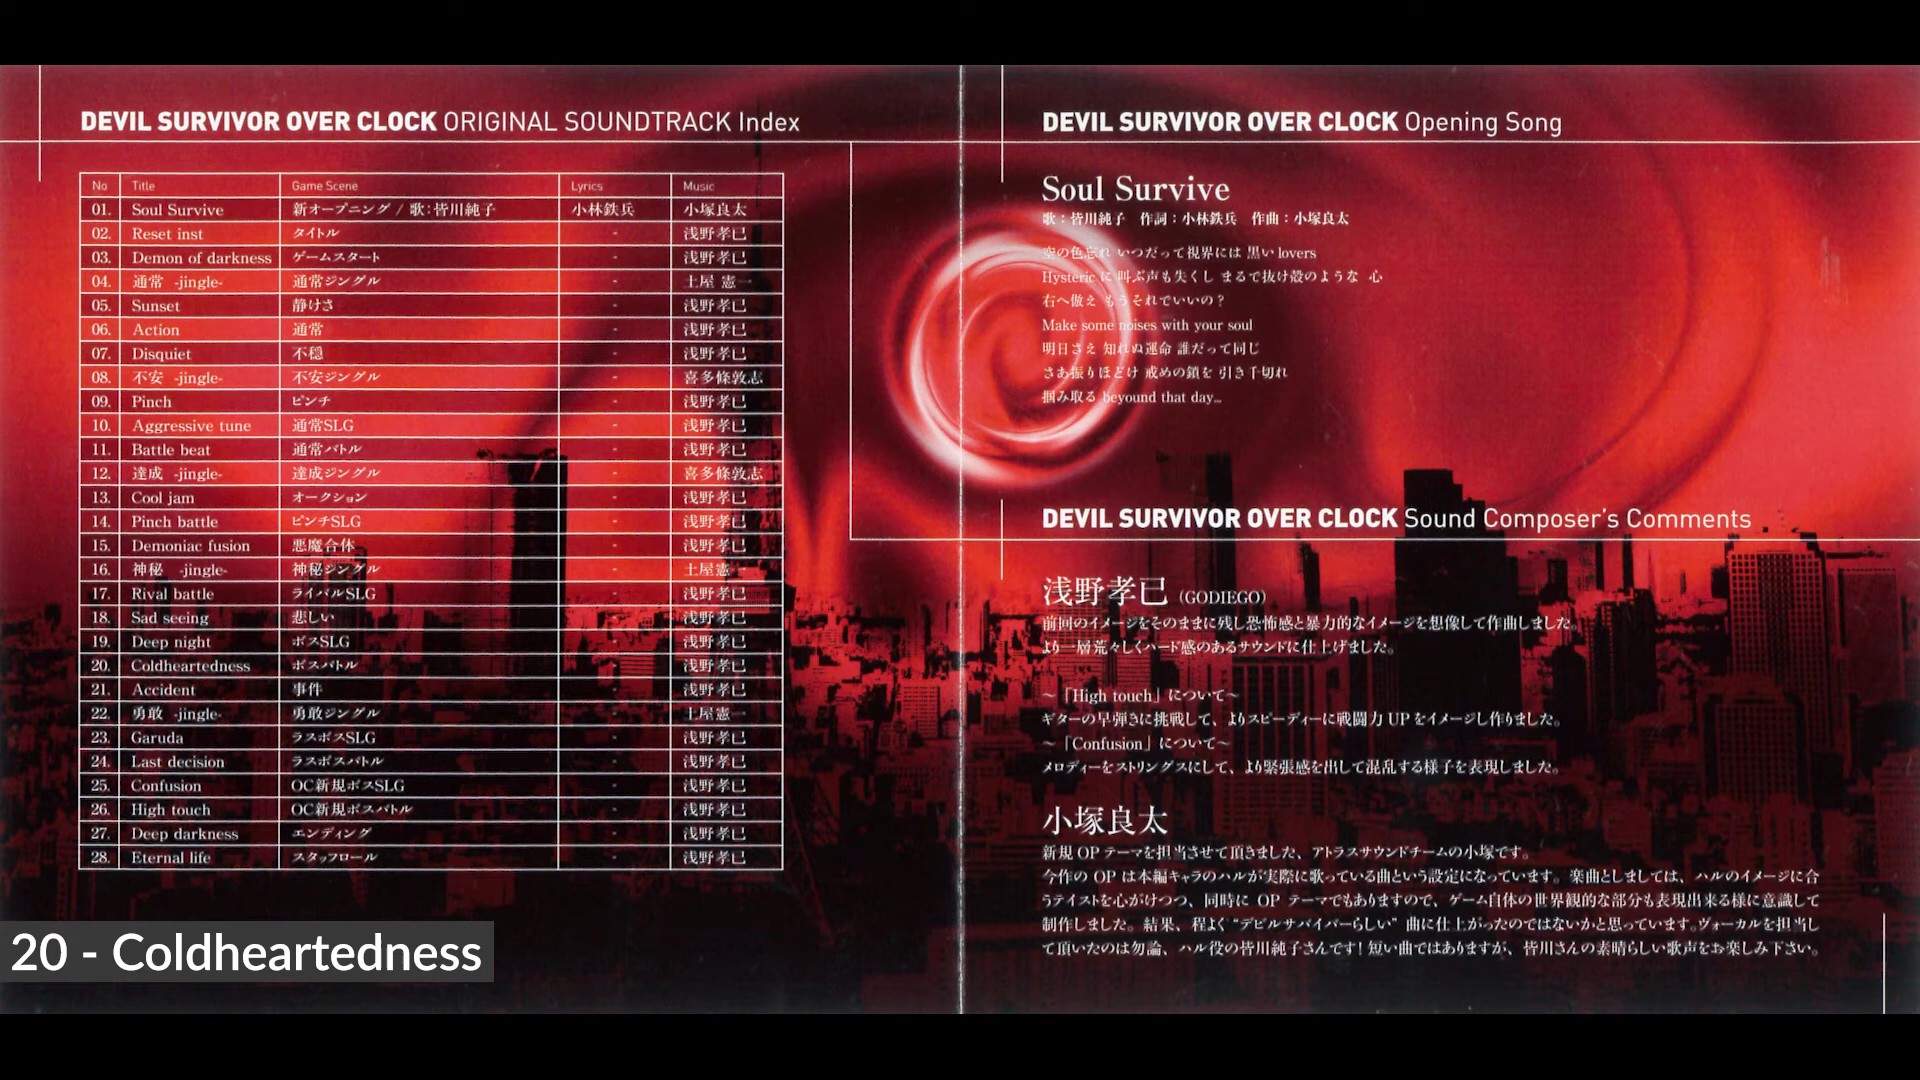 DEVIL SURVIVOR OVER CLOCK ORIGINAL SOUNDTRACK Index
No Title Game Scene Lyrics Music
01. Soul Survive 新オープニング / 歌:皆川純子 小林鉄兵 小塚良太
02. Reset inst タイトル - 浅野孝已
03. Demon of darkness ゲームスタート - 浅野孝已
04. 通常 -jingle- 通常ジングル - 土屋 憲一
05. Sunset 静けさ - 浅野孝已
06. Action 通常 - 浅野孝已
07. Disquiet 不穏 - 浅野孝已
08. 不安 -jingle- 不安ジングル - 喜多條敦志
09. Pinch ピンチ - 浅野孝已
10. Aggressive tune 通常SLG - 浅野孝已
11. Battle beat 通常バトル - 浅野孝已
12. 達成 -jingle- 達成ジングル - 喜多條敦志
13. Cool jam オークション - 浅野孝已
14. Pinch battle ピンチSLG - 浅野孝已
15. Demoniac fusion 悪魔合体 - 浅野孝已
16. 神秘 -jingle- 神秘ジングル - 土屋憲一
17. Rival battle ライバルSLG - 浅野孝已
18. Sad seeing 悲しい - 浅野孝已
19. Deep night ボスSLG - 浅野孝已
20. Coldheartedness ボスバトル - 浅野孝已
21. Accident 事件 - 浅野孝已
22. 勇敢 -jingle- 勇敢ジングル - 土屋憲一
23. Garuda ラスボスSLG - 浅野孝已
24. Last decision ラスボスバトル - 浅野孝已
25. Confusion OC新規ボスSLG - 浅野孝已
26. High touch OC新規ボスバトル - 浅野孝已
27. Deep darkness エンディング - 浅野孝已
28. Eternal life スタッフロール - 浅野孝已
DEVIL SURVIVOR OVER CLOCK Opening Song
Soul Survive
歌：皆川純子 作詞：小林鉄兵 作曲：小塚良太
空の色忘れ いつだって視界には 黒い lovers
Hysteric に 叫ぶ声も失くし まるで抜け殻のような 心
右へ倣え もうそれでいいの？
Make some noises with your soul
明日さえ 知れぬ運命 誰だって同じ
さあ振りほどけ 戒めの鎖を 引き千切れ
掴み取る beyound that day...
DEVIL SURVIVOR OVER CLOCK Sound Composer's Comments
浅野孝已 (GODIEGO)
前回のイメージをそのままに残し恐怖感と暴力的なイメージを想像して作曲しました。
より一層荒々しくハード感のあるサウンドに仕上げました。
～「High touch」について～
ギターの早弾きに挑戦して、よりスピーディーに戦闘力 UP をイメージし作りました。
～「Confusion」について～
メロディーをストリングスにして、より緊張感を出して混乱する様子を表現しました。
小塚良太
新規 OP テーマを担当させて頂きました、アトラスサウンドチームの小塚です。
今作の OP は本編キャラのハルが実際に歌っている曲という設定になっています。楽曲としましては、ハルのイメージに合
うテイストを心がけつつ、同時に OP テーマでもありますので、ゲーム自体の世界観的な部分も表現出来る様に意識して
制作しました。結果、程よく “デビルサバイバーらしい” 曲に仕上がったのではないかと思っています。ヴォーカルを担当し
て頂いたのは勿論、ハル役の皆川純子さんです! 短い曲ではありますが、皆川さんの素晴らしい歌声をお楽しみ下さい。
20 - Coldheartedness